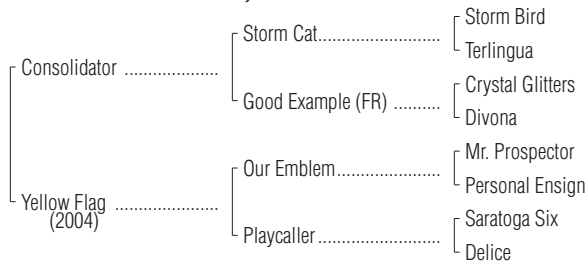 Storm Bird
Storm Cat..............................
Terlingua
Consolidator .......................
Crystal Glitters
Good Example (FR) ..........
Divona
Mr. Prospector
Our Emblem.........................
Personal Ensign
Yellow Flag .........................
(2004)
Saratoga Six
Playcaller ..............................
Delice